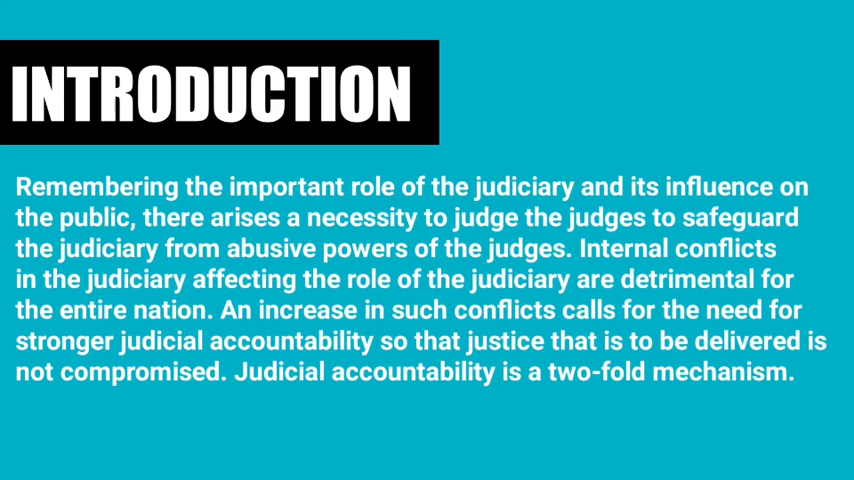 INTRODUCTION
Remembering the important role of the judiciary and its influence on
the public, there arises a necessity to judge the judges to safeguard
the judiciary from abusive powers of the judges. Internal conflicts
in the judiciary affecting the role of the judiciary are detrimental for
the entire nation. An increase in such conflicts calls for the need for
stronger judicial accountability so that justice that is to be delivered is
not compromised. Judicial accountability is a two-fold mechanism.